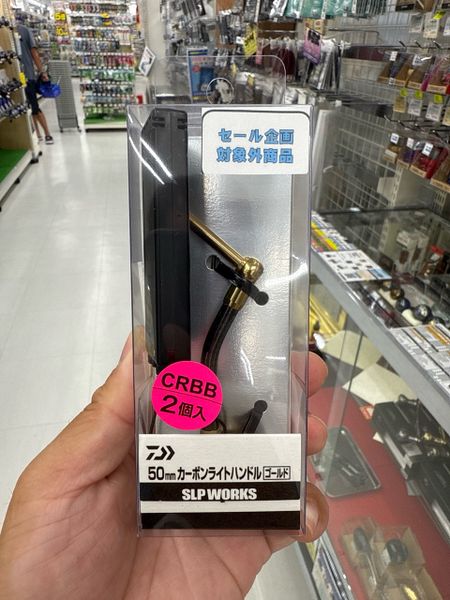 セール企画
対象外商品
CRBB
2個入
50mm カーボンライトハンドル ゴールド
SLP WORKS